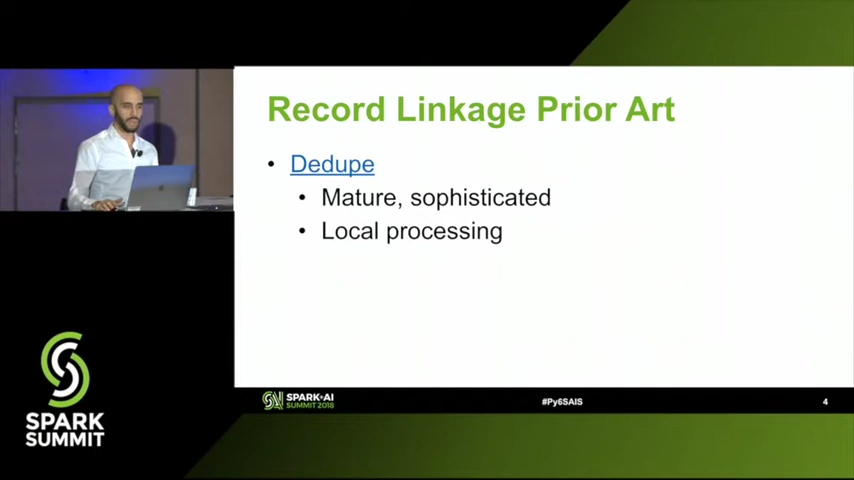 Record Linkage Prior Art
• Dedupe
• Mature, sophisticated
• Local processing
SPARK+AI
SUMMIT 2018
#Py6SAIS
4
SPARK
SUMMIT